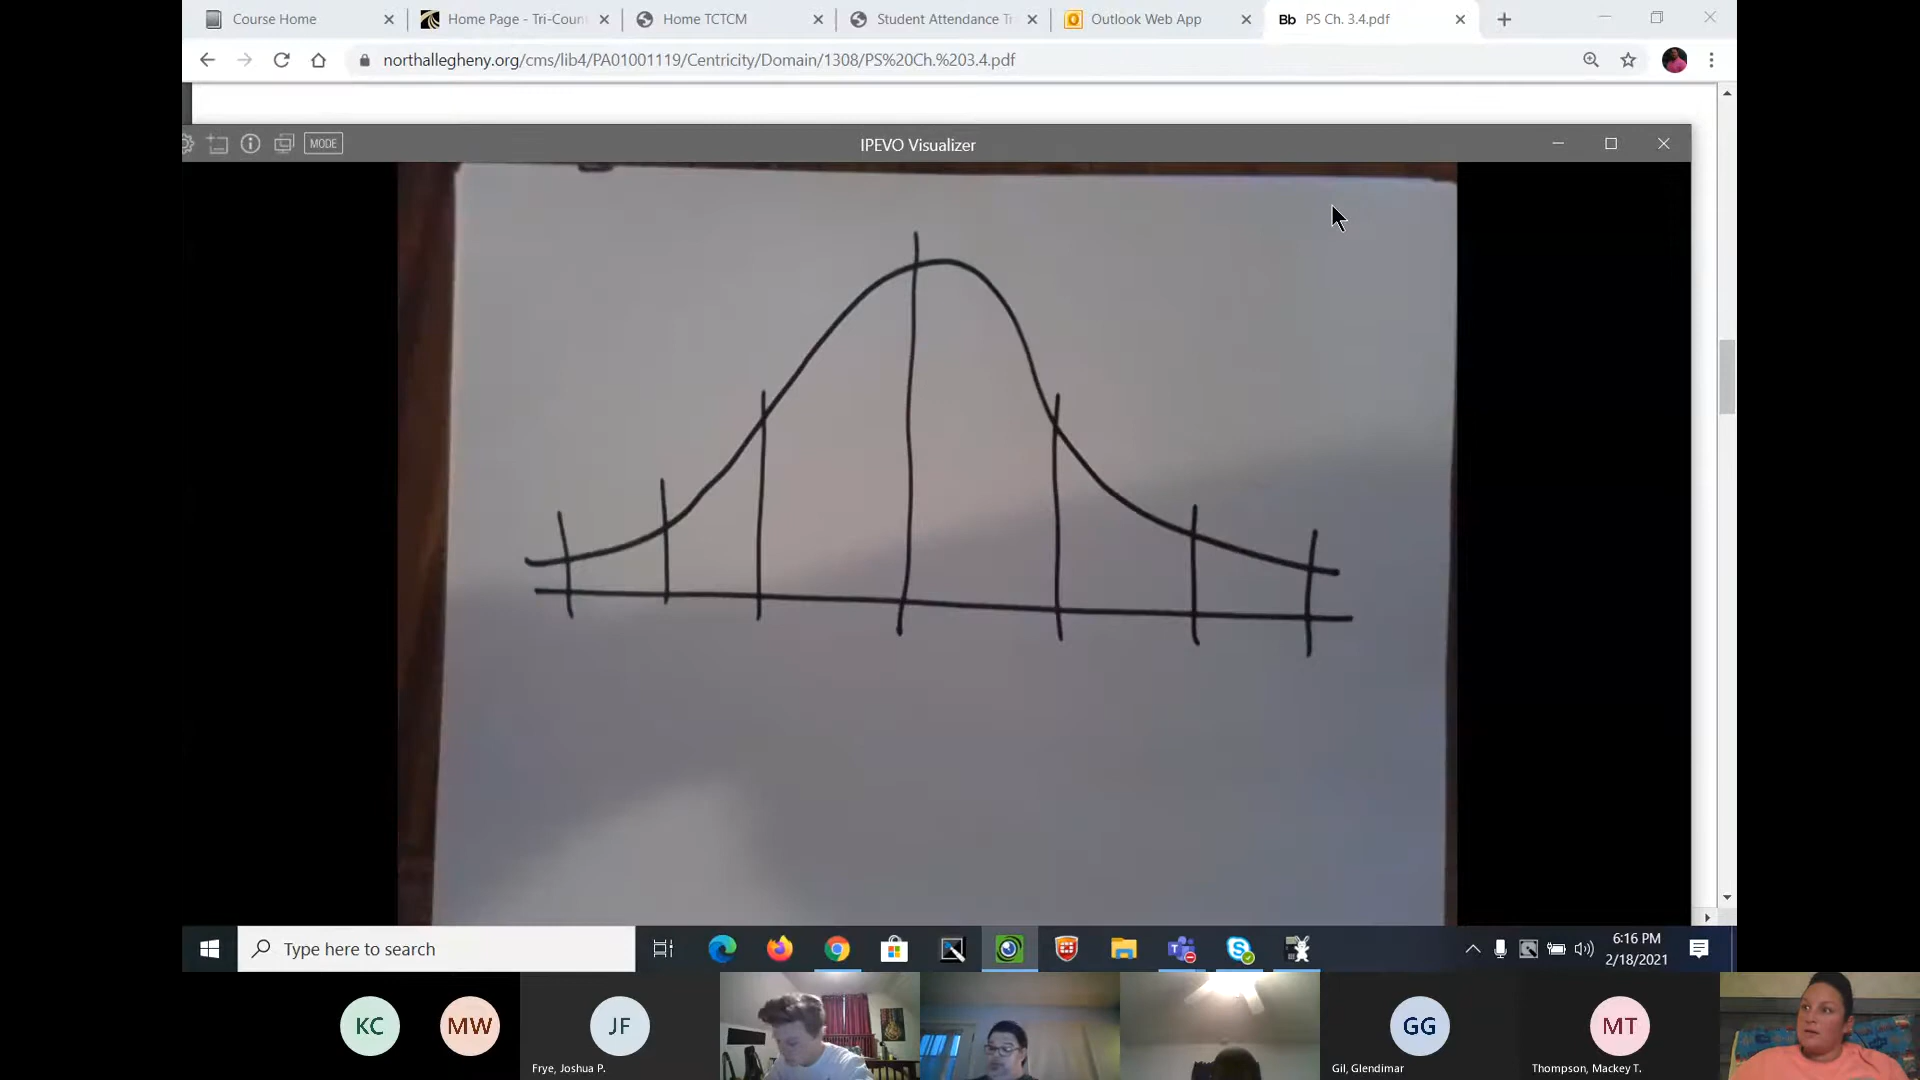 Course Home
Home Page - Tri-Coun
Home TCTCM
Student Attendance Tr
Outlook Web App
Bb PS Ch. 3.4.pdf
northallegheny.org/cms/lib4/PA01001119/Centricity/Domain/1308/PS%20Ch.%203.4.pdf
MODE
IPEVO Visualizer
Type here to search
6:16 PM
2/18/2021
KC
MW
JF
GG
MT
Frye, Joshua P.
Gil, Glendimar
Thompson, Mackey T.